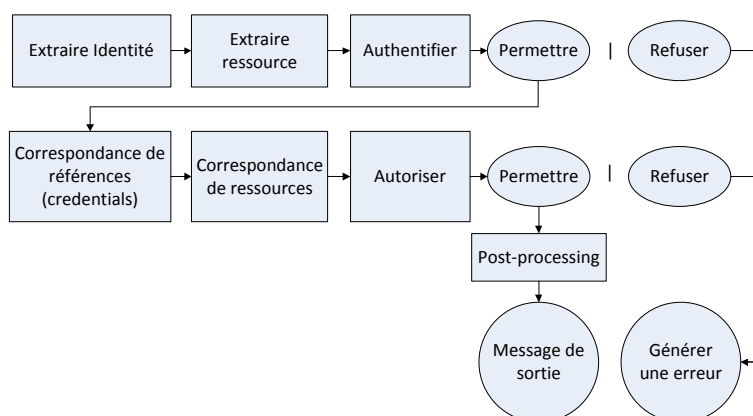 Extraire Identité
Extraire
ressource
Authentifier
Permettre
|
Refuser
Correspondance de
références
(credentials)
Correspondance
de ressources
Autoriser
Permettre
|
Refuser
Post-processing
Message de
sortie
Générer
une erreur